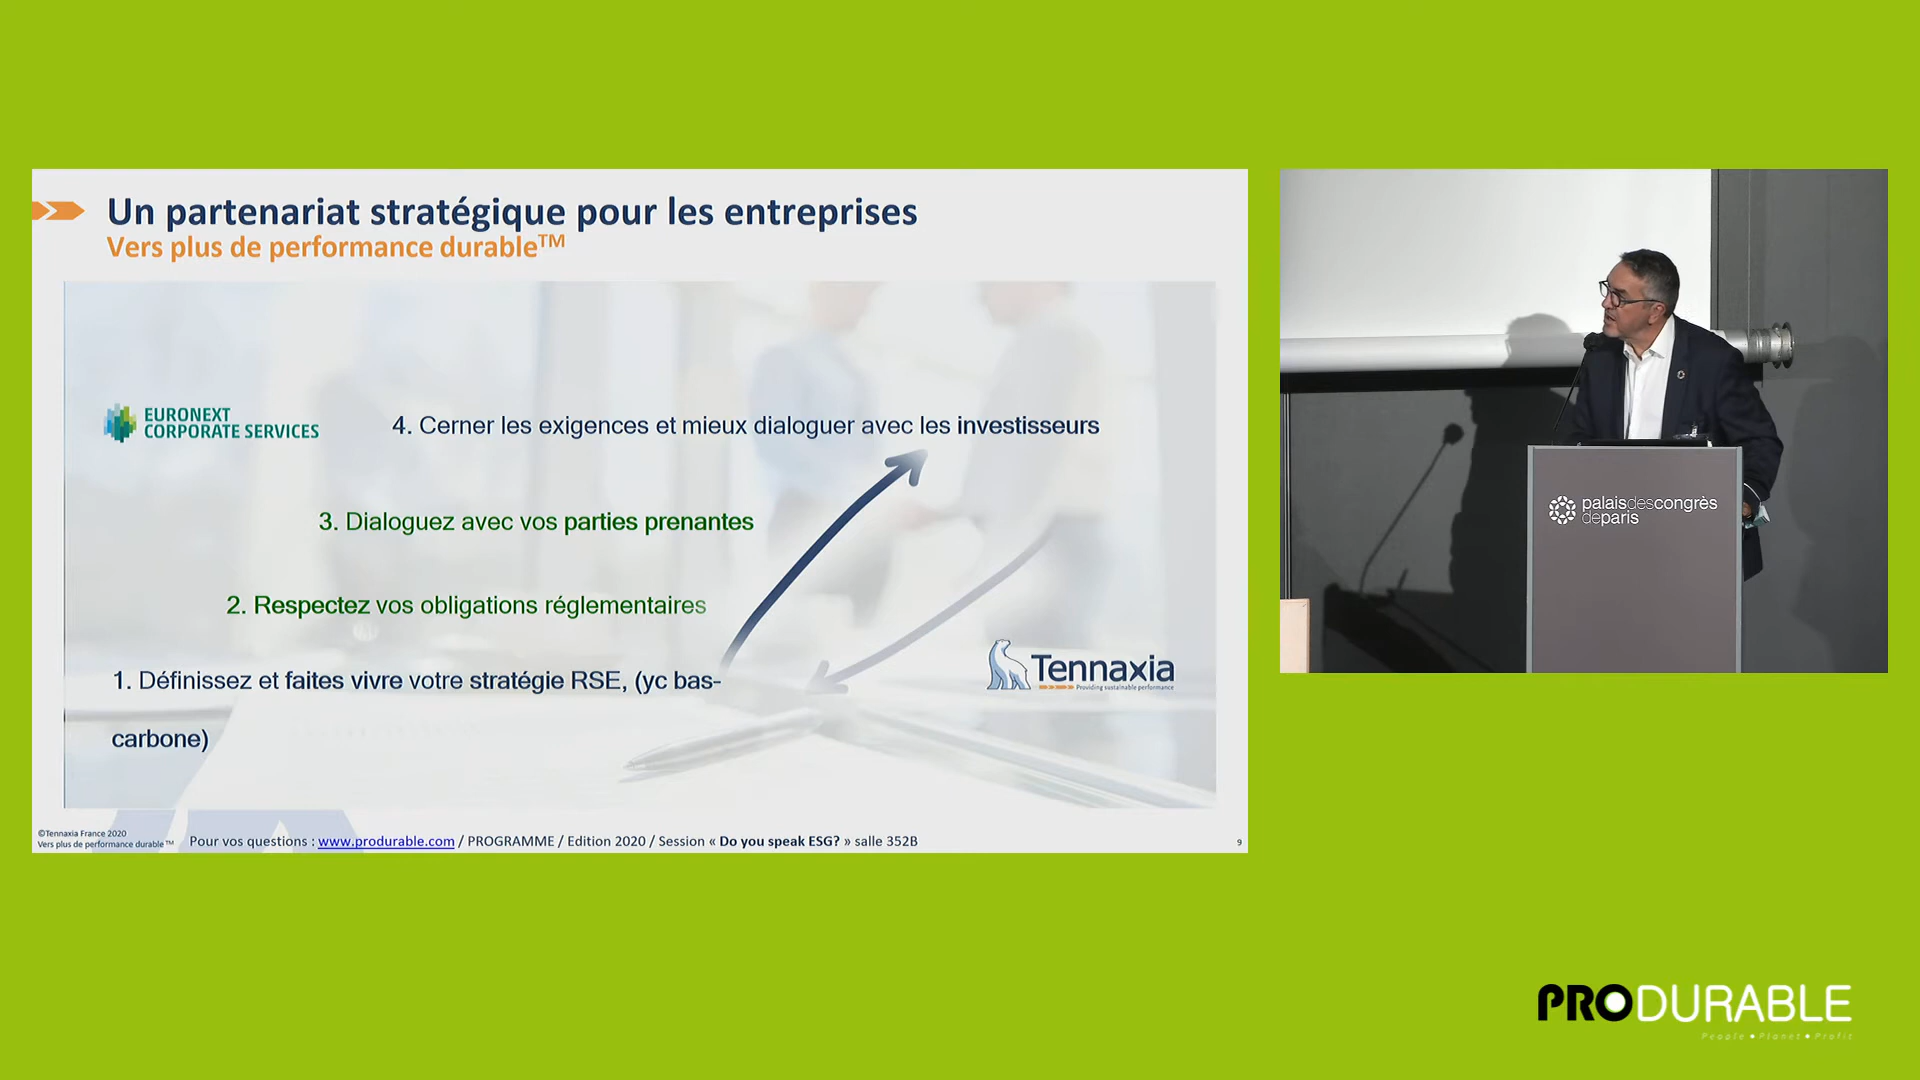 Un partenariat stratégique pour les entreprises
Vers plus de performance durable™
EURONEXT
CORPORATE SERVICES
4. Cerner les exigences et mieux dialoguer avec les investisseurs
3. Dialoguez avec vos parties prenantes
2. Respectez vos obligations réglementaires
1. Définissez et faites vivre votre stratégie RSE, (yc bas-
carbone)
Tennaxia
Providing sustainable performance
©Tennaxia France 2020
Vers plus de performance durable™
Pour vos questions : www.produrable.com / PROGRAMME / Edition 2020 / Session « Do you speak ESG? » salle 352B
9
palaisdescongrès
deparis
PRODURABLE
People • Planet • Profit